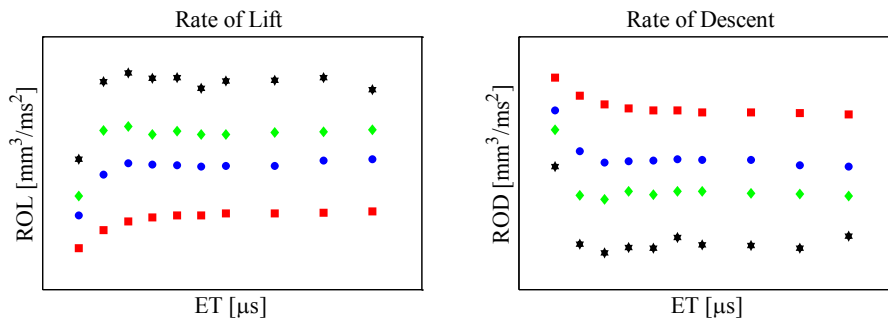 Rate of Lift
ROL [mm³/ms²]
ET [μs]
Rate of Descent
ROD [mm³/ms²]
ET [μs]